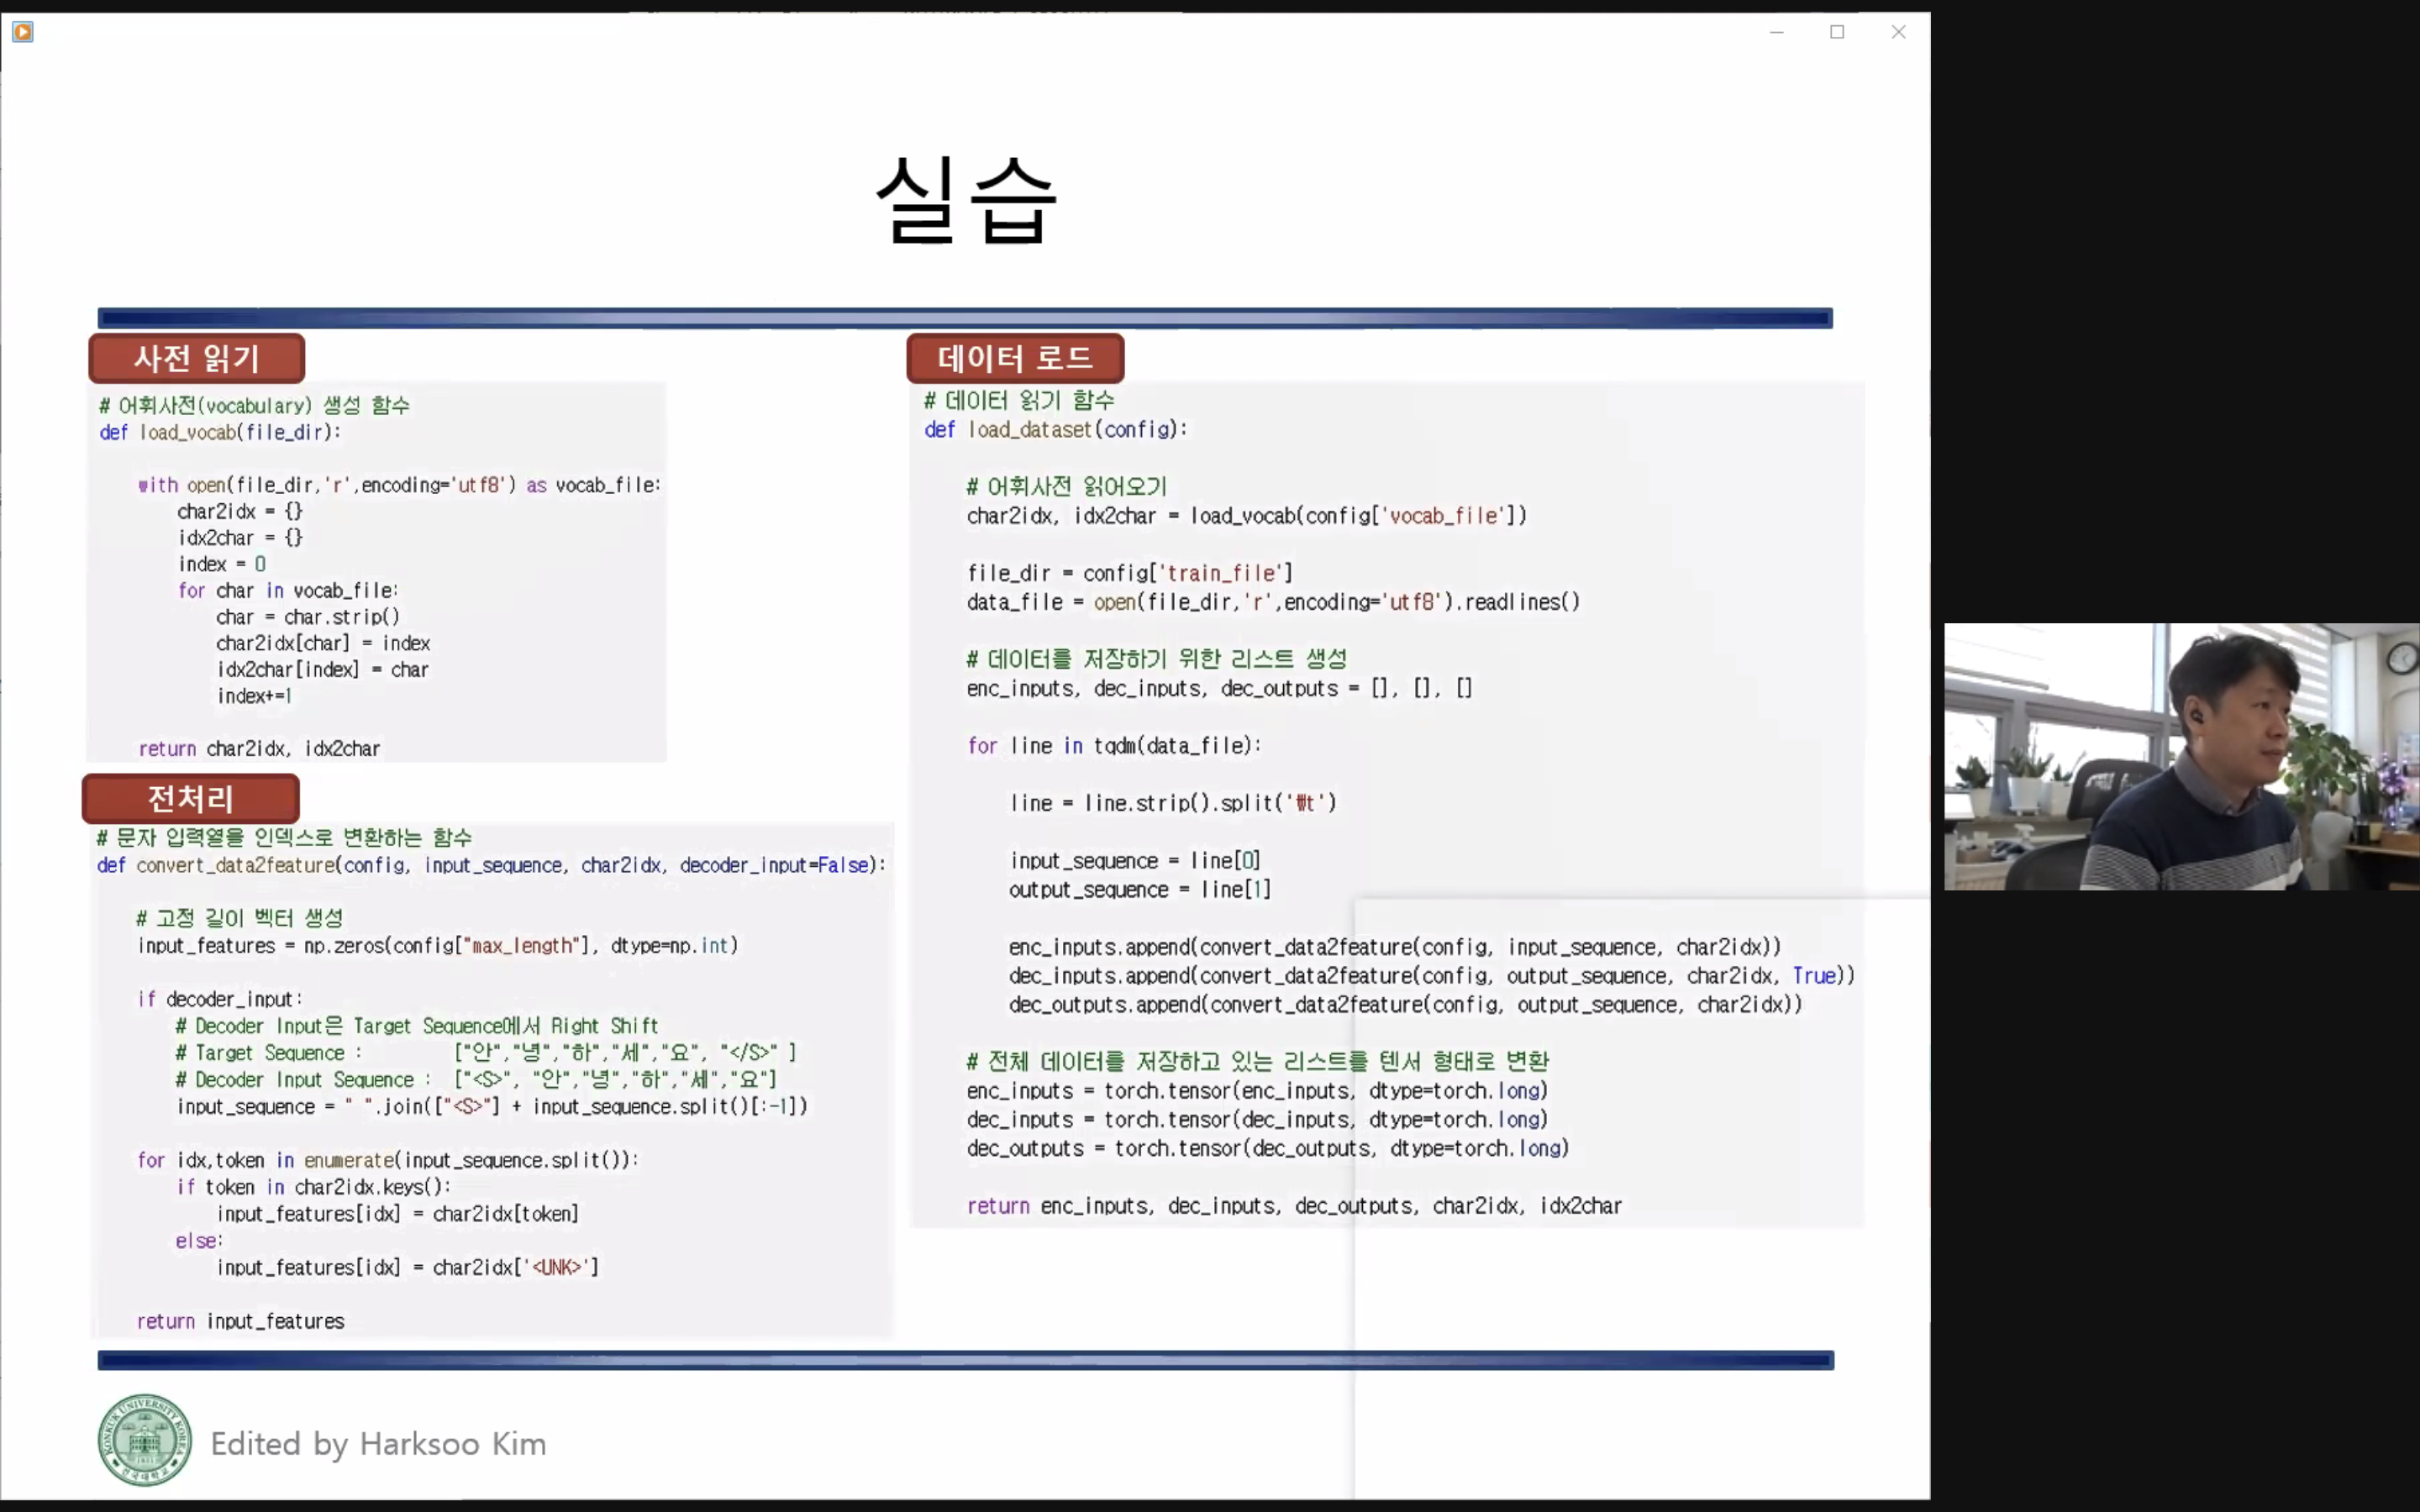 실습
사전 읽기
# 어휘사전(vocabulary) 생성 함수
def load_vocab(file_dir):
with open(file_dir,'r',encoding='utf8') as vocab_file:
char2idx = {}
idx2char = {}
index = 0
for char in vocab_file:
char = char.strip()
char2idx[char] = index
idx2char[index] = char
index+=1
return char2idx, idx2char
전처리
# 문자 입력열을 인덱스로 변환하는 함수
def convert_data2feature(config, input_sequence, char2idx, decoder_input=False):
# 고정 길이 벡터 생성
input_features = np.zeros(config["max_length"], dtype=np.int)
if decoder_input:
# Decoder Input은 Target Sequence에서 Right Shift
# Target Sequence : ["안","녕","하","세","요", "</S>" ]
# Decoder Input Sequence : ["<S>", "안","녕","하","세","요"]
input_sequence = " ".join(["<S>"] + input_sequence.split()[:-1])
for idx,token in enumerate(input_sequence.split()):
if token in char2idx.keys():
input_features[idx] = char2idx[token]
else:
input_features[idx] = char2idx['<UNK>']
return input_features
데이터 로드
# 데이터 읽기 함수
def load_dataset(config):
# 어휘사전 읽어오기
char2idx, idx2char = load_vocab(config['vocab_file'])
file_dir = config['train_file']
data_file = open(file_dir,'r',encoding='utf8').readlines()
# 데이터를 저장하기 위한 리스트 생성
enc_inputs, dec_inputs, dec_outputs = [], [], []
for line in tqdm(data_file):
line = line.strip().split('₩t')
input_sequence = line[0]
output_sequence = line[1]
enc_inputs.append(convert_data2feature(config, input_sequence, char2idx))
dec_inputs.append(convert_data2feature(config, output_sequence, char2idx, True))
dec_outputs.append(convert_data2feature(config, output_sequence, char2idx))
# 전체 데이터를 저장하고 있는 리스트를 텐서 형태로 변환
enc_inputs = torch.tensor(enc_inputs, dtype=torch.long)
dec_inputs = torch.tensor(dec_inputs, dtype=torch.long)
dec_outputs = torch.tensor(dec_outputs, dtype=torch.long)
return enc_inputs, dec_inputs, dec_outputs, char2idx, idx2char
KONKUK UNIVERSITY KOREA
건국대학교
Edited by Harksoo Kim